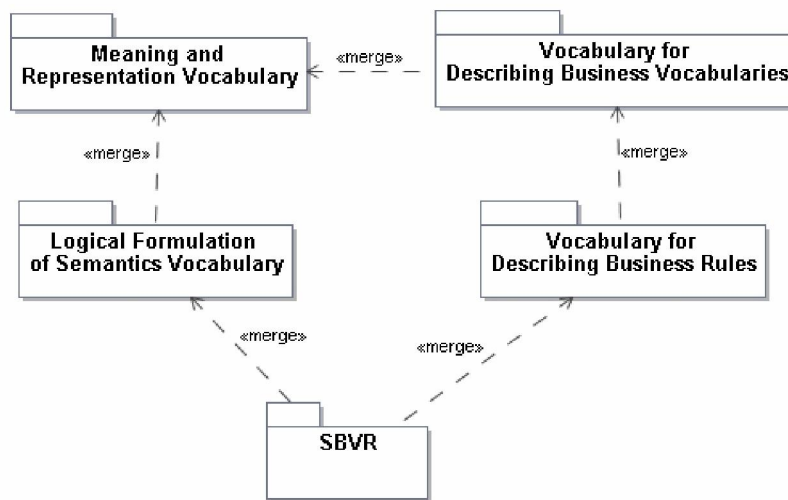 Meaning and
Representation Vocabulary
«merge»
Vocabulary for
Describing Business Vocabularies
«merge»
«merge»
Logical Formulation
of Semantics Vocabulary
Vocabulary for
Describing Business Rules
«merge»
«merge»
SBVR